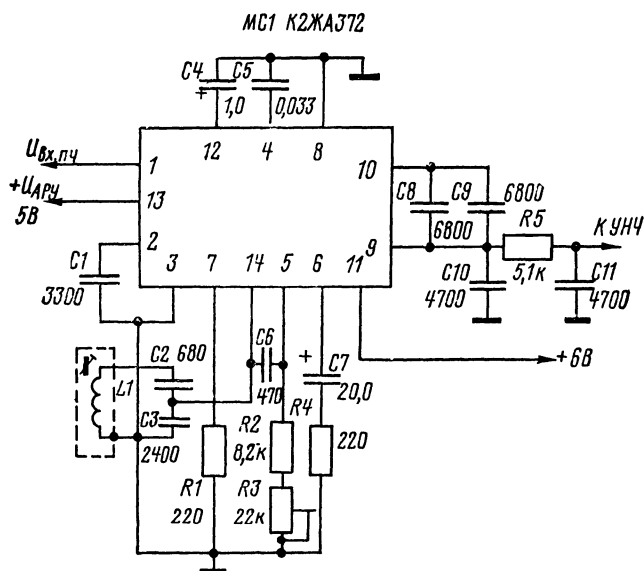 МС1 К2ЖА372
C4
C5
+
1,0
0,033
Uвх.пч
1
12
4
8
10
+UАРУ
13
5В
2
9
C8
C9
6800
6800
R5
К УНЧ
C1
3300
3
7
14
5
6
11
C10
4700
5,1к
C11
4700
C2
680
C6
470
+
C7
20,0
+6В
L1
C3
2400
R2
8,2к
R4
220
R1
220
R3
22к